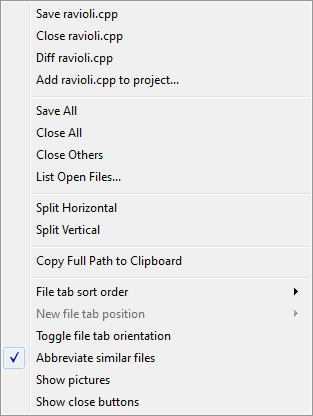 Save ravioli.cpp
Close ravioli.cpp
Diff ravioli.cpp
Add ravioli.cpp to project...
Save All
Close All
Close Others
List Open Files...
Split Horizontal
Split Vertical
Copy Full Path to Clipboard
File tab sort order
New file tab position
Toggle file tab orientation
Abbreviate similar files
Show pictures
Show close buttons